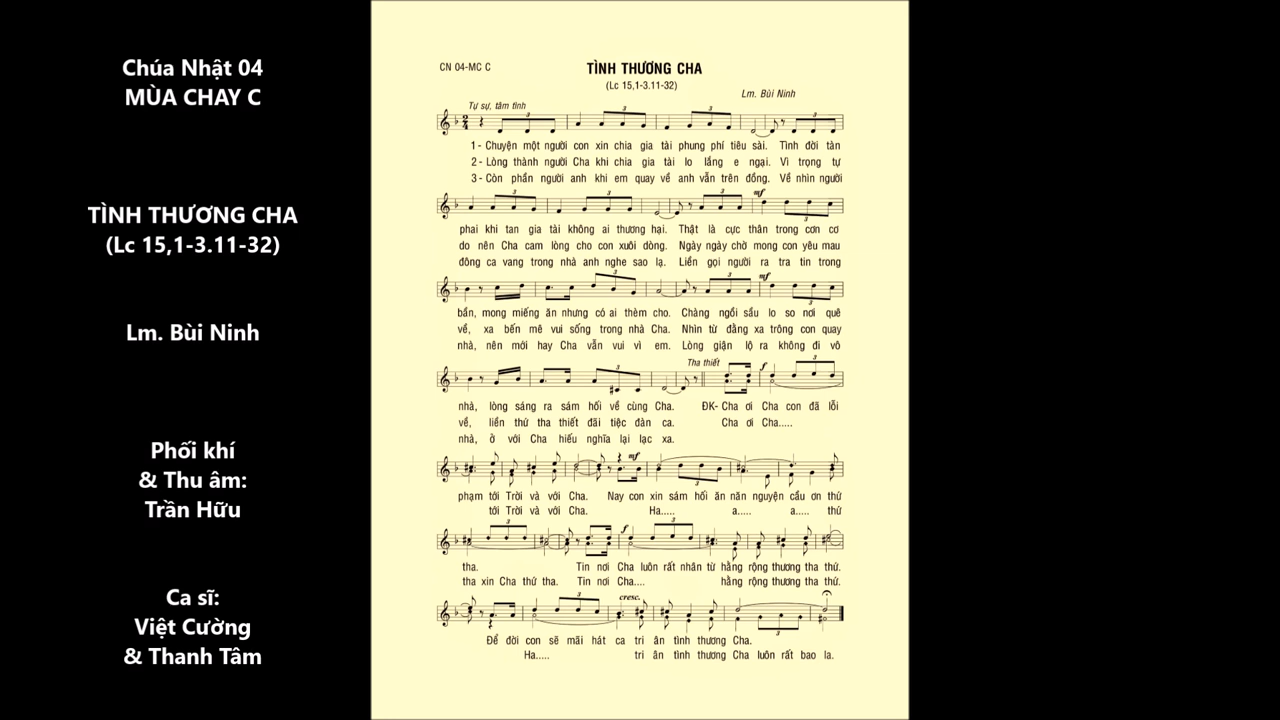 Chúa Nhật 04
MÙA CHAY C
TÌNH THƯƠNG CHA
(Lc 15,1-3.11-32)
Lm. Bùi Ninh
Phối khí
& Thu âm:
Trần Hữu
Ca sĩ:
Việt Cường
& Thanh Tâm
CN 04-MC C
TÌNH THƯƠNG CHA
(Lc 15,1-3.11-32)
Lm. Bùi Ninh
Tự sự, tâm tình
1 - Chuyện một người con xin chia gia tài phung phí tiêu sài. Tình đời tàn
2 - Lòng thành người Cha khi chia gia tài lo lắng e ngại. Vì trọng tự
3 - Còn phần người anh khi em quay về anh vẫn trên đồng. Về nhìn người
mf
phai khi tan gia tài không ai thương hại. Thật là cực thân trong cơn cơ
do nên Cha cam lòng cho con xuôi dòng. Ngày ngày chờ mong con yêu mau
đông ca vang trong nhà anh nghe sao lạ. Liền gọi người ra tra tin trong
mf
bần, mong miếng ăn nhưng có ai thèm cho. Chàng ngồi sầu lo so nơi quê
về, xa bến mê vui sống trong nhà Cha. Nhìn từ đằng xa trông con quay
nhà, nên mới hay Cha vẫn vui vì em. Lòng giận lộ ra không đi vô
Tha thiết
f
nhà, lòng sáng ra sám hối về cùng Cha. ĐK- Cha ơi Cha con đã lỗi
về, liền thứ tha thiết đãi tiệc đàn ca. Cha ơi Cha.....
nhà, ở với Cha hiếu nghĩa lại lạc xa.
mf
phạm tới Trời và với Cha. Nay con xin sám hối ăn năn nguyện cầu ơn thứ
tới Trời và với Cha. Ha..... a..... a..... thứ
f
tha. Tin nơi Cha luôn rất nhân từ hằng rộng thương tha thứ.
tha xin Cha thứ tha. Tin nơi Cha.... hằng rộng thương tha thứ.
cresc.
Để đời con sẽ mãi hát ca tri ân tình thương Cha.
Ha..... tri ân tình thương Cha luôn rất bao la.